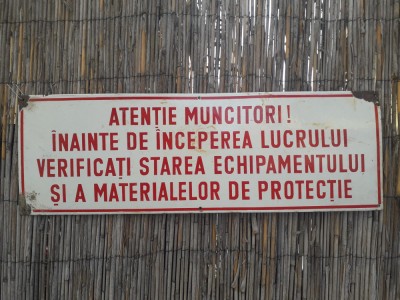 ATENȚIE MUNCITORI!
ÎNAINTE DE ÎNCEPEREA LUCRULUI
VERIFICAȚI STAREA ECHIPAMENTULUI
ȘI A MATERIALELOR DE PROTECȚIE